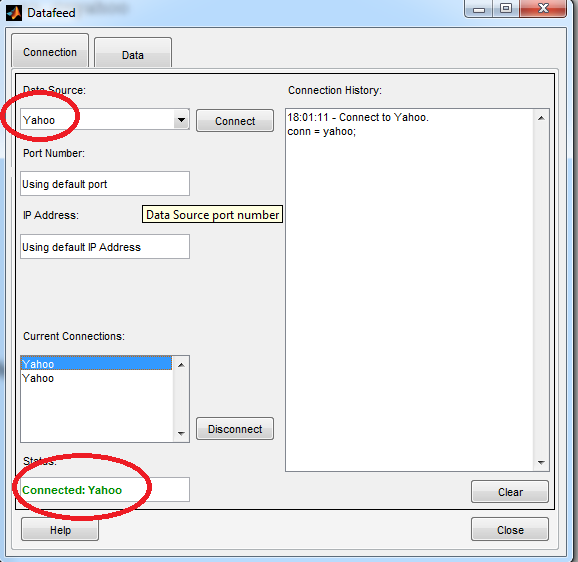 Datafeed
Connection
Data
Data Source:
Yahoo
Connect
Port Number:
Using default port
IP Address:
Data Source port number
Using default IP Address
Current Connections:
Yahoo
Yahoo
Disconnect
Status:
Connected: Yahoo
Connection History:
18:01:11 - Connect to Yahoo.
conn = yahoo;
Clear
Help
Close